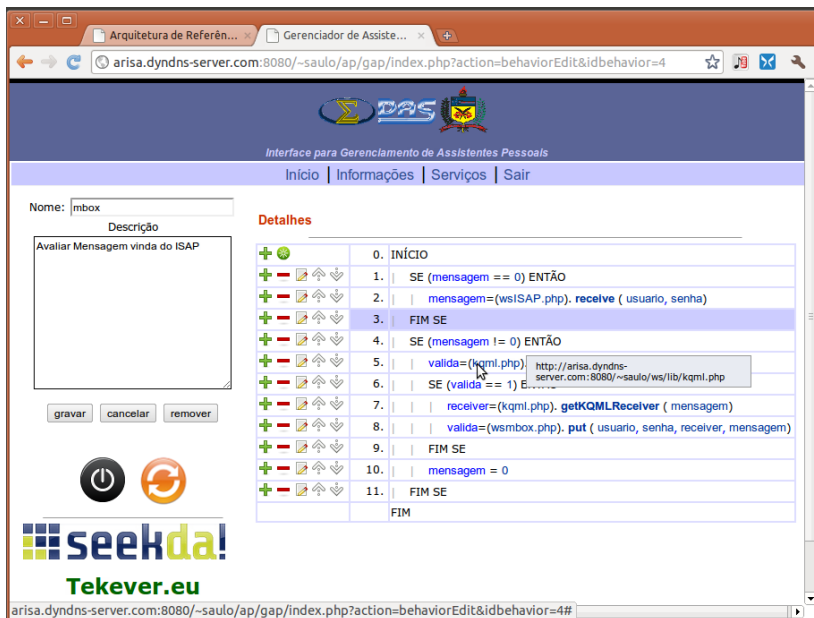 Arquitetura de Referên...
Gerenciador de Assiste...
arisa.dyndns-server.com:8080/~saulo/ap/gap/index.php?action=behaviorEdit&idbehavior=4
DAS
Interface para Gerenciamento de Assistentes Pessoais
Início | Informações | Serviços | Sair
Nome: mbox
Descrição
Avaliar Mensagem vinda do ISAP
gravar cancelar remover
seekda!
Tekever.eu
Detalhes
0. INÍCIO
1. | SE (mensagem == 0) ENTÃO
2. | | mensagem=(wsISAP.php). receive ( usuario, senha)
3. | FIM SE
4. | SE (mensagem != 0) ENTÃO
5. | | valida=(kqml.php).
http://arisa.dyndns-
server.com:8080/~saulo/ws/lib/kqml.php
6. | | SE (valida == 1)
7. | | | receiver=(kqml.php). getKQMLReceiver ( mensagem)
8. | | | valida=(wsmbox.php). put ( usuario, senha, receiver, mensagem)
9. | | FIM SE
10. | | mensagem = 0
11. | FIM SE
FIM
arisa.dyndns-server.com:8080/~saulo/ap/gap/index.php?action=behaviorEdit&idbehavior=4#